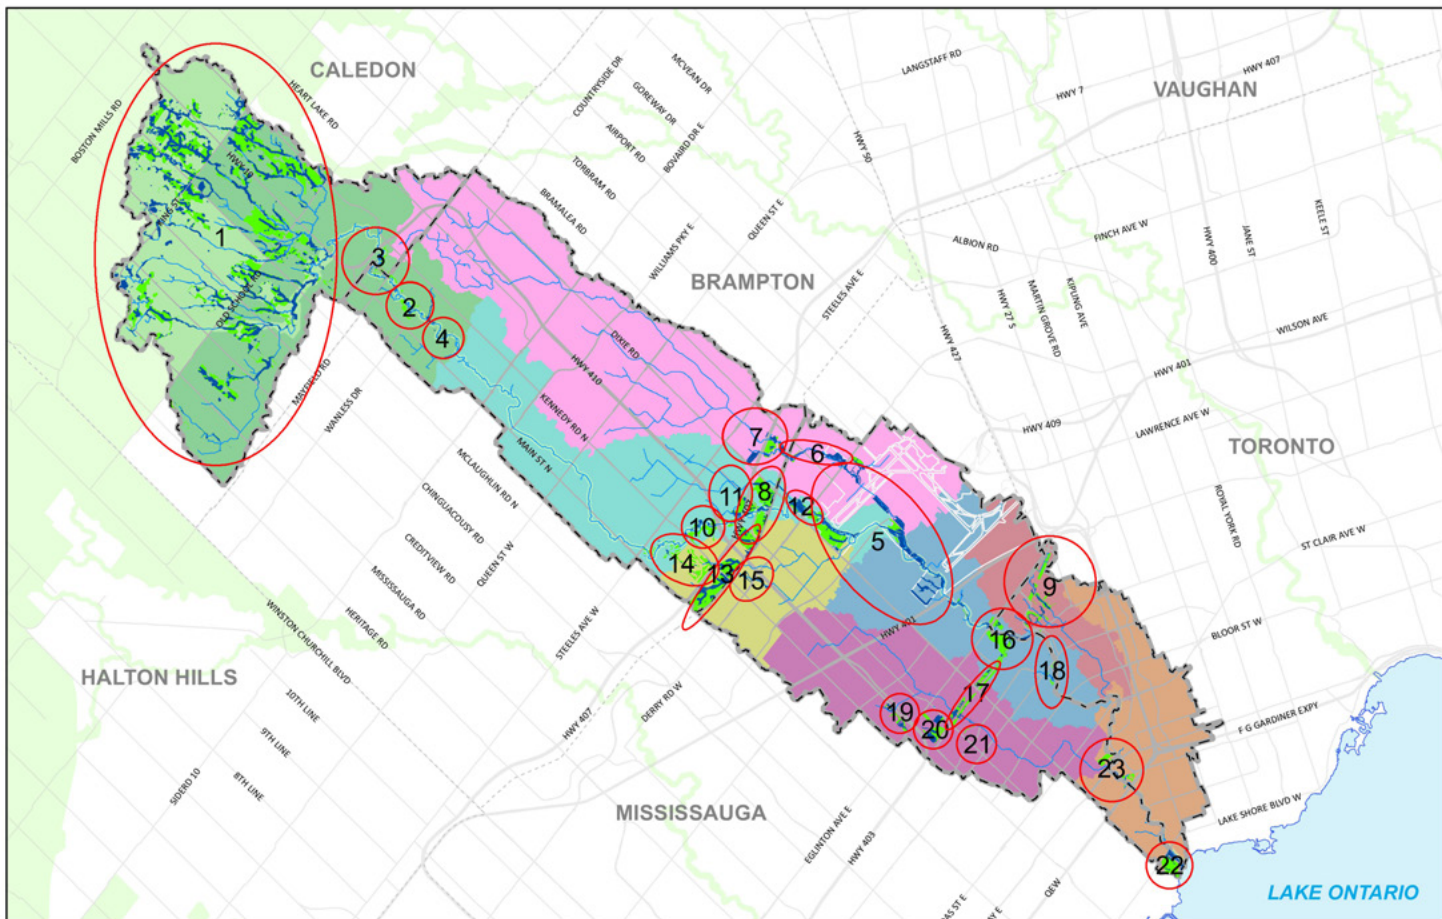 CALEDON
VAUGHAN
BRAMPTON
TORONTO
HALTON HILLS
MISSISSAUGA
LAKE ONTARIO
BOSTON MILLS RD
HEART LAKE RD
KING ST
OLD SCHOOL RD
MAYFIELD RD
WANLESS DR
COUNTRYSIDE DR
MCVEAN DR
GOREWAY DR
AIRPORT RD
BOVAIRD DR E
TORBRAM RD
BRAMALEA RD
WILLIAMS PKY E
QUEEN ST E
STEELES AVE E
LANGSTAFF RD
HWY 7
HWY 407
HWY 50
ALBION RD
FINCH AVE W
HWY 400
JANE ST
KEELE ST
HWY 27 S
MARTIN GROVE RD
KIPLING AVE
HWY 427
WILSON AVE
HWY 401
HWY 409
LAWRENCE AVE W
ROYAL YORK RD
ST CLAIR AVE W
BLOOR ST W
F G GARDINER EXPY
LAKE SHORE BLVD W
DIXIE RD
HWY 410
KENNEDY RD N
MAIN ST N
MCLAUGHLIN RD N
CHINGUACOUSY RD
CREDITVIEW RD
QUEEN ST W
MISSISSAUGA RD
HERITAGE RD
WINSTON CHURCHILL BLVD
STEELES AVE W
10TH LINE
9TH LINE
8TH LINE
SIDERD 10
HWY 407
DERRY RD W
HWY 401
EGLINTON AVE E
HWY 403
QEW
1
2
3
4
5
6
7
8
9
10
11
12
13
14
15
16
17
18
19
20
21
22
23